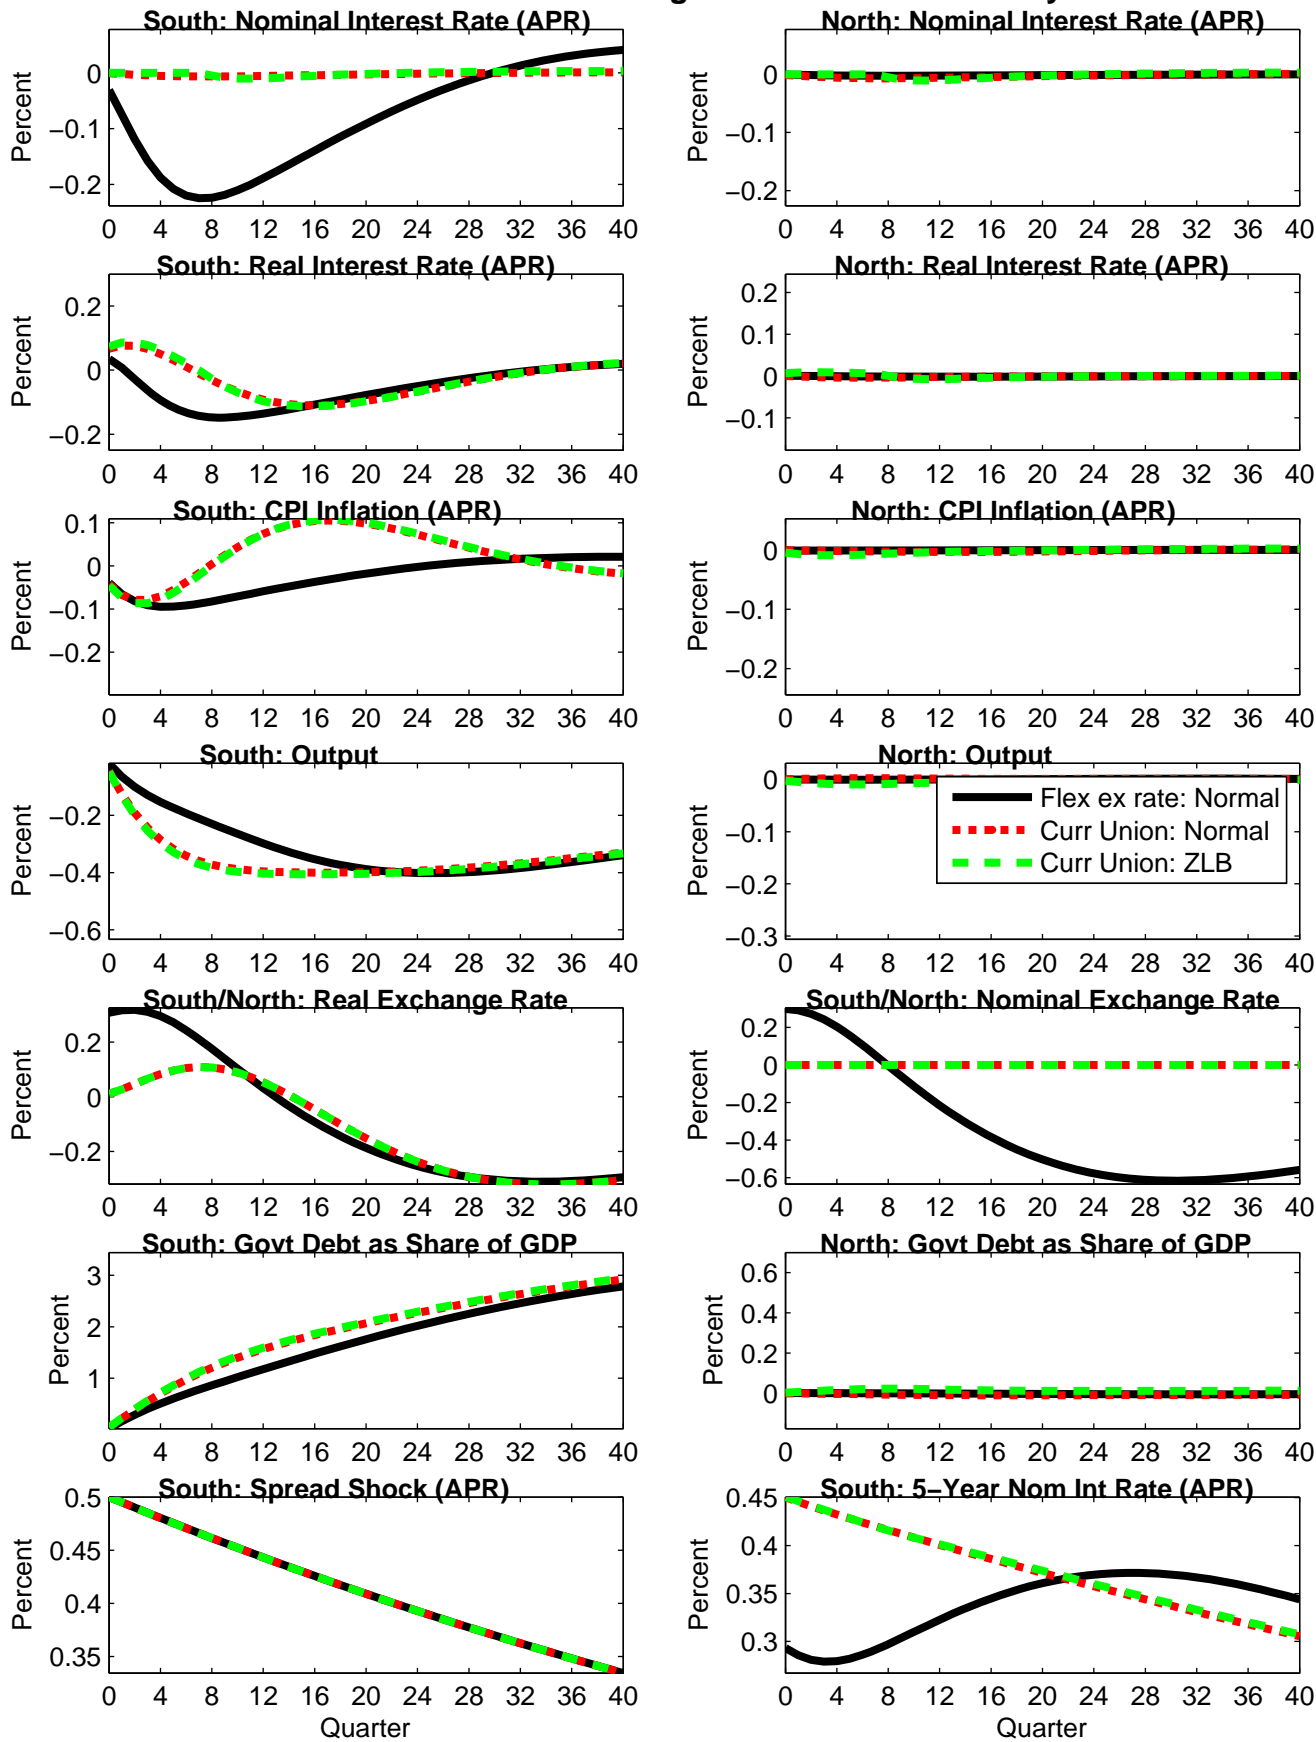 South: Nominal Interest Rate (APR)
Percent
0
−0.1
−0.2
0 4 8 12 16 20 24 28 32 36 40
North: Nominal Interest Rate (APR)
Percent
0
−0.1
−0.2
0 4 8 12 16 20 24 28 32 36 40
South: Real Interest Rate (APR)
Percent
0.2
0
−0.2
0 4 8 12 16 20 24 28 32 36 40
North: Real Interest Rate (APR)
Percent
0.2
0.1
0
−0.1
0 4 8 12 16 20 24 28 32 36 40
South: CPI Inflation (APR)
Percent
0.1
0
−0.1
−0.2
0 4 8 12 16 20 24 28 32 36 40
North: CPI Inflation (APR)
Percent
0
−0.1
−0.2
0 4 8 12 16 20 24 28 32 36 40
South: Output
Percent
−0.2
−0.4
−0.6
0 4 8 12 16 20 24 28 32 36 40
North: Output
Percent
0
−0.1
−0.2
−0.3
0 4 8 12 16 20 24 28 32 36 40
Flex ex rate: Normal
Curr Union: Normal
Curr Union: ZLB
South/North: Real Exchange Rate
Percent
0.2
0
−0.2
0 4 8 12 16 20 24 28 32 36 40
South/North: Nominal Exchange Rate
Percent
0.2
0
−0.2
−0.4
−0.6
0 4 8 12 16 20 24 28 32 36 40
South: Govt Debt as Share of GDP
Percent
3
2
1
0 4 8 12 16 20 24 28 32 36 40
North: Govt Debt as Share of GDP
Percent
0.6
0.4
0.2
0
0 4 8 12 16 20 24 28 32 36 40
South: Spread Shock (APR)
Percent
0.5
0.45
0.4
0.35
0 4 8 12 16 20 24 28 32 36 40
Quarter
South: 5−Year Nom Int Rate (APR)
Percent
0.45
0.4
0.35
0.3
0 4 8 12 16 20 24 28 32 36 40
Quarter